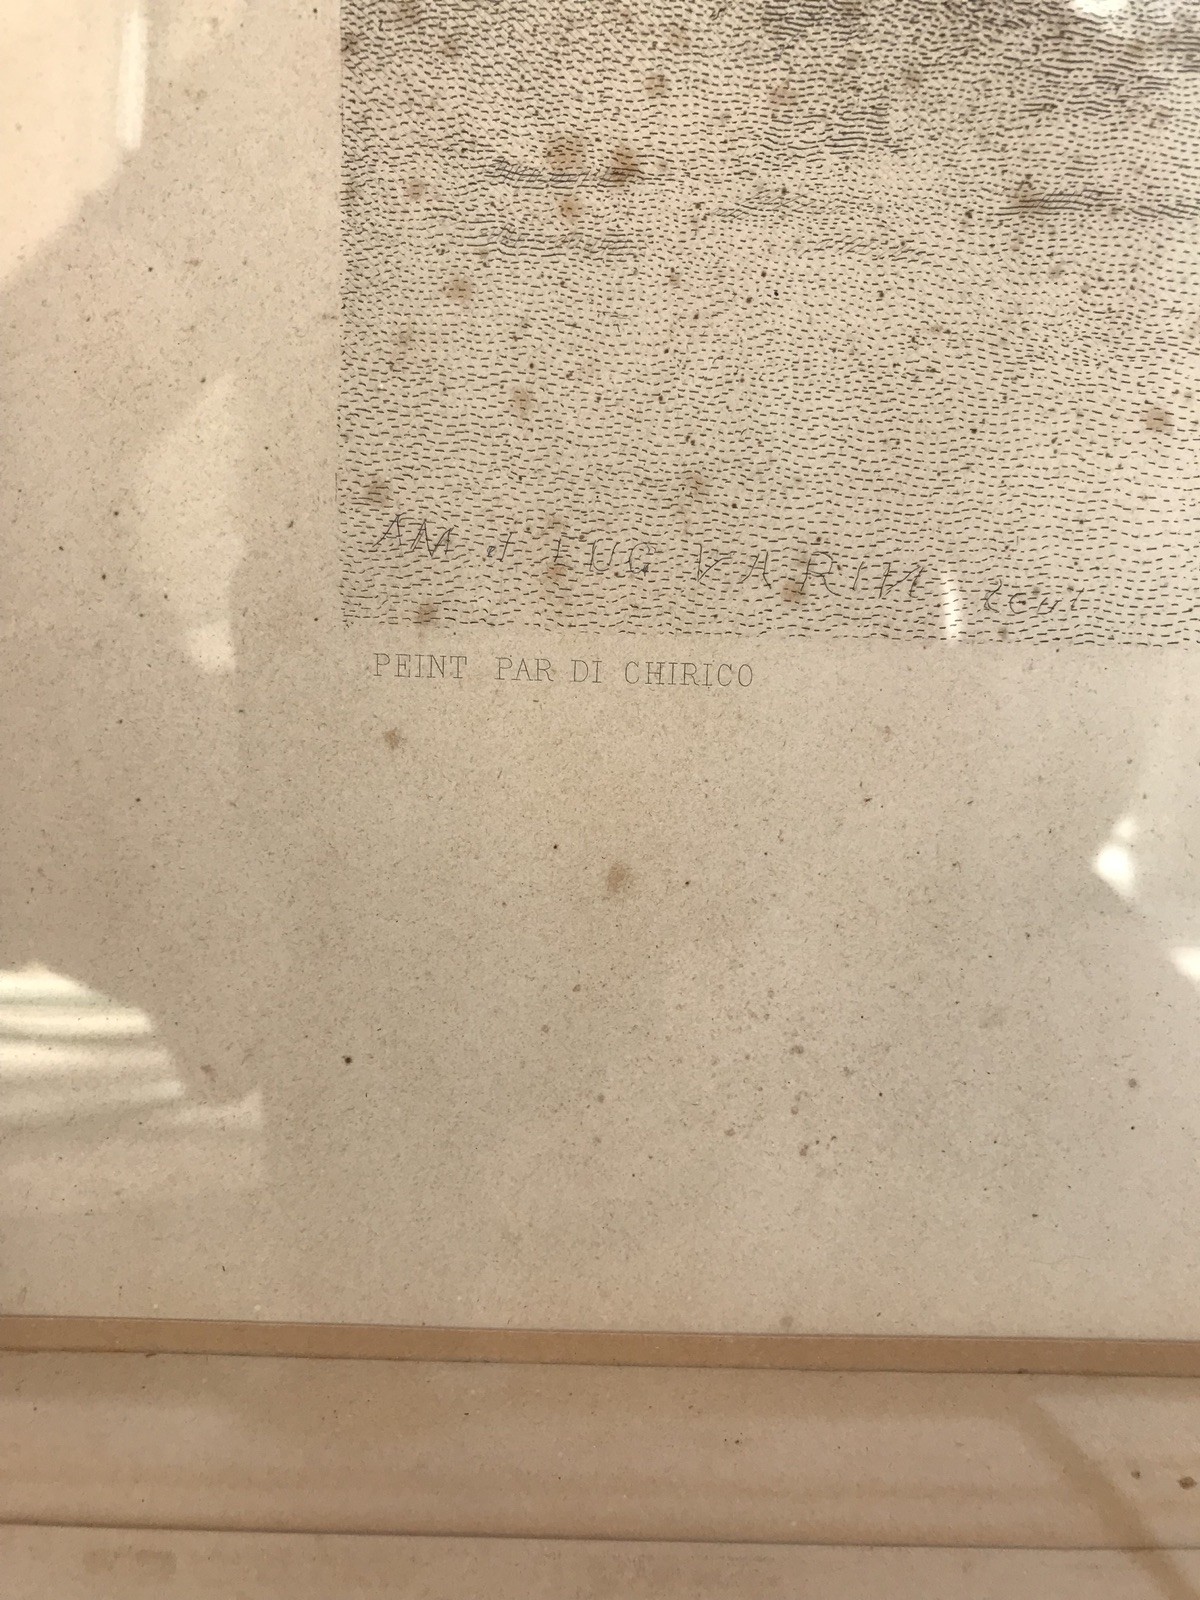 AM et EUG VARIN
PEINT PAR DI CHIRICO